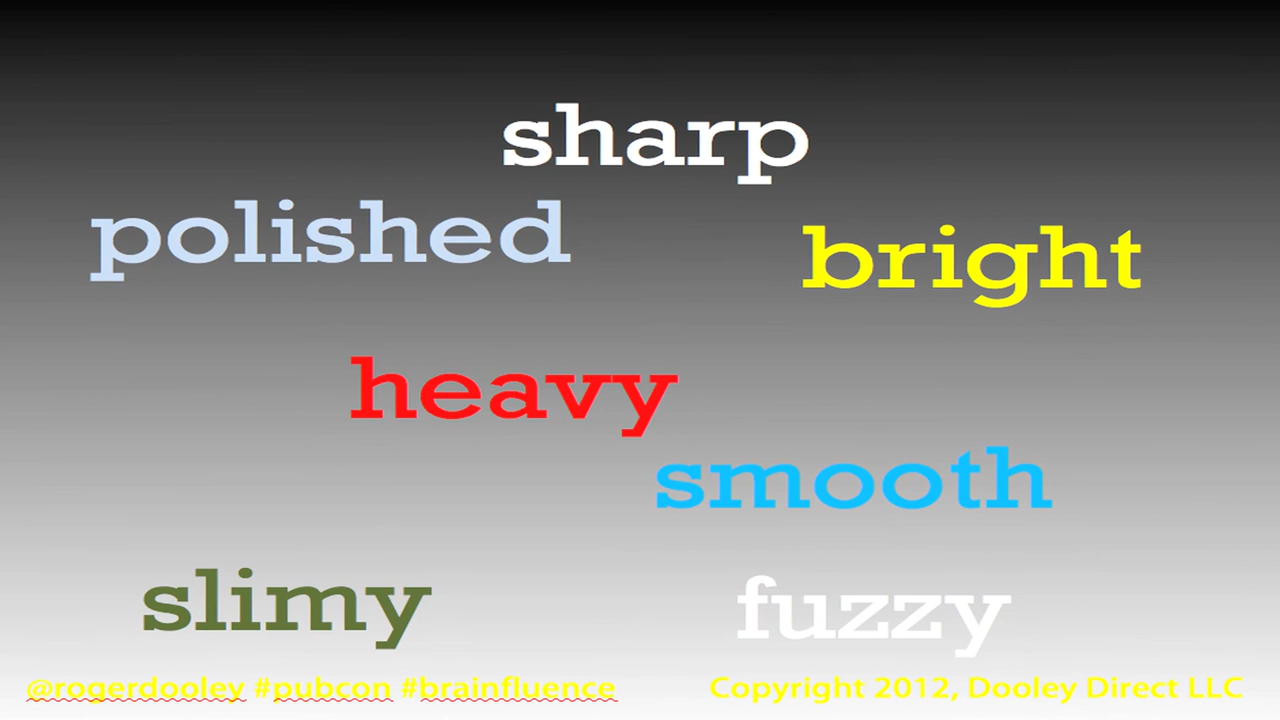 sharp
polished
bright
heavy
smooth
slimy
fuzzy
@rogerdooley #pubcon #brainfluence
Copyright 2012, Dooley Direct LLC